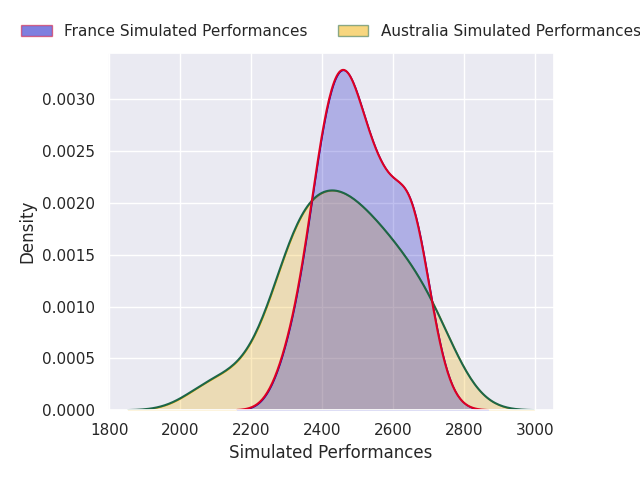 France Simulated Performances
Australia Simulated Performances
0.0030
0.0025
0.0020
0.0015
0.0010
0.0005
0.0000
Density
1800 2000 2200 2400 2600 2800 3000
Simulated Performances